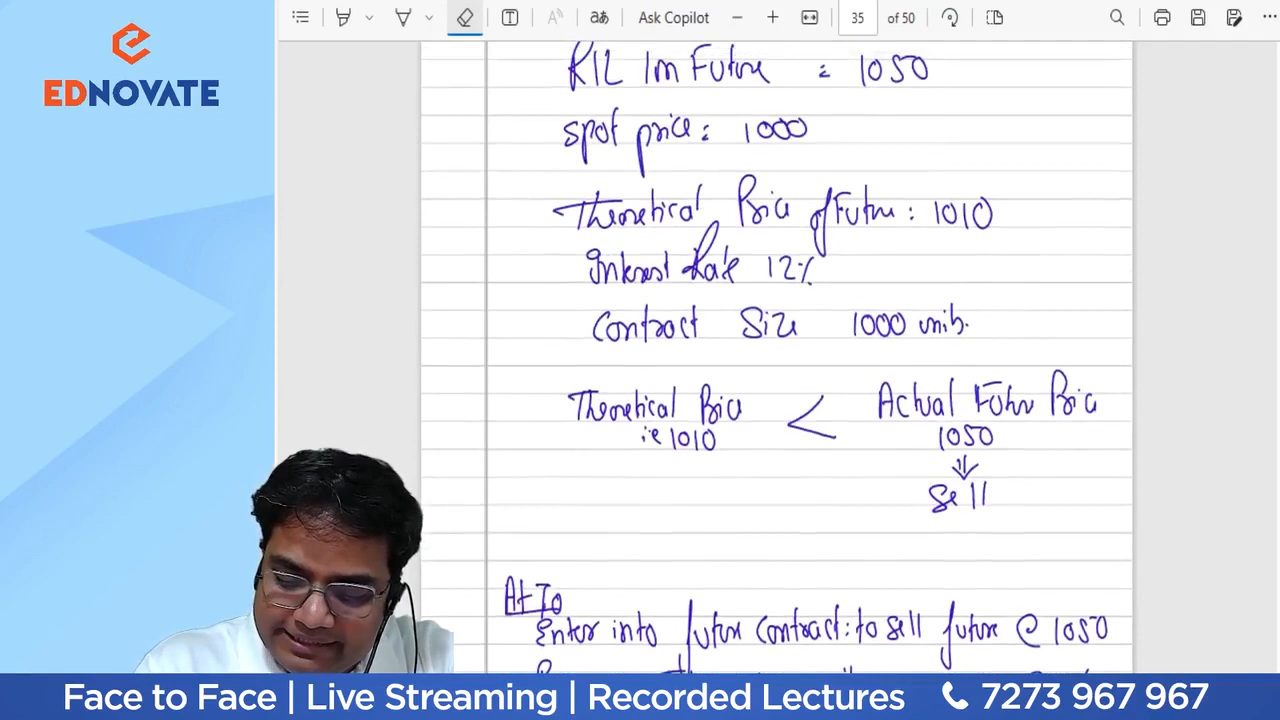 Ask Copilot
35 of 50
EDNOVATE
RIL 1m Future = 1050
spot price: 1000
Theoretical Price of Future: 1010
Interest Rate 12%
Contract Size 1000 units.
Theoretical Price < Actual Future Price
i.e 1010 1050
Sell
At T0
Enter into future contract: to sell future @ 1050
Face to Face | Live Streaming | Recorded Lectures 7273 967 967